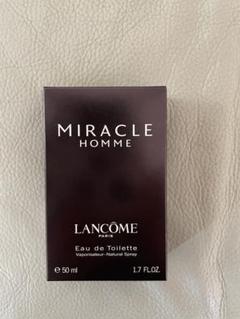 MIRACLE
HOMME
LANCÔME
PARIS
Eau de Toilette
Vaporisateur-Natural Spray
℮ 50 ml 1.7 FL.OZ.